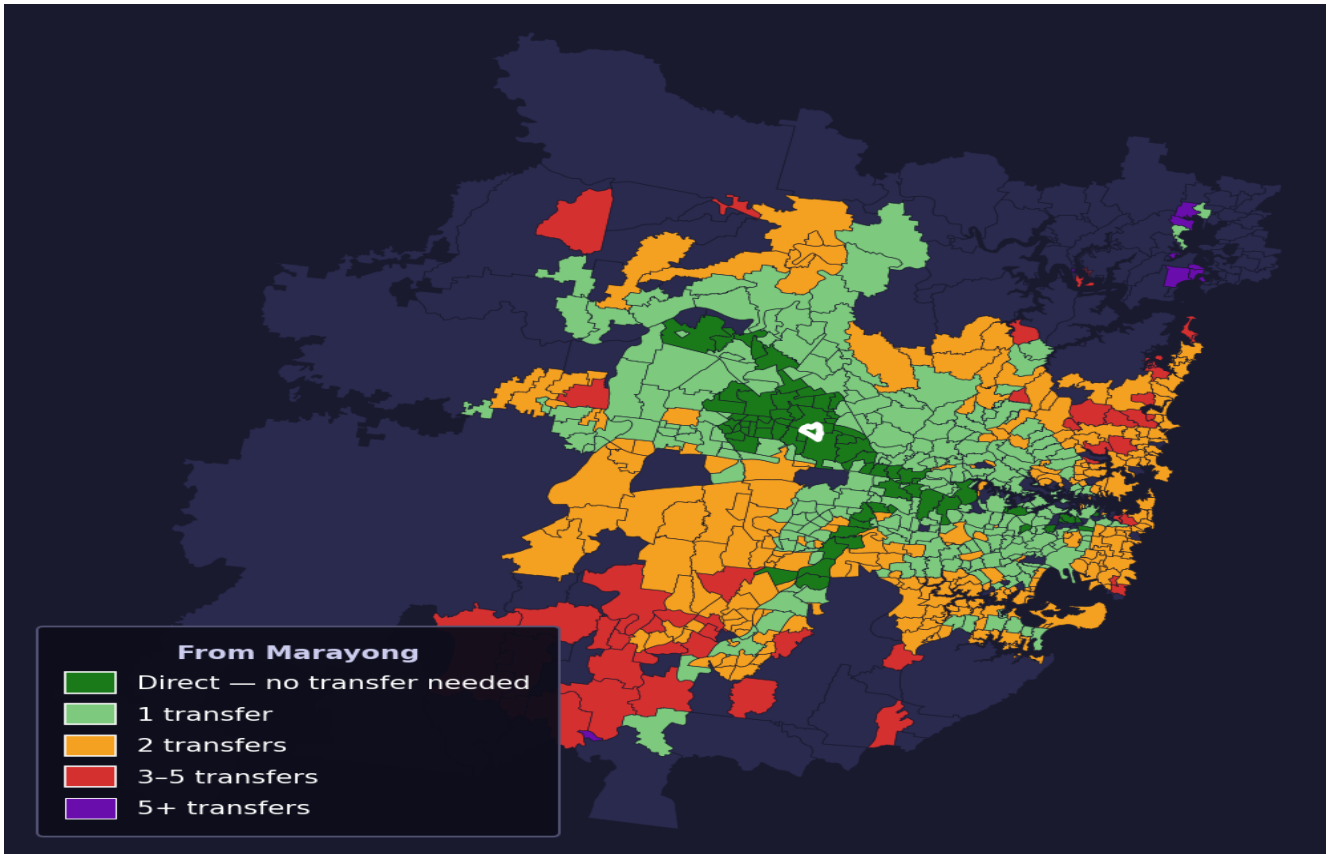 From Marayong
Direct — no transfer needed
1 transfer
2 transfers
3–5 transfers
5+ transfers